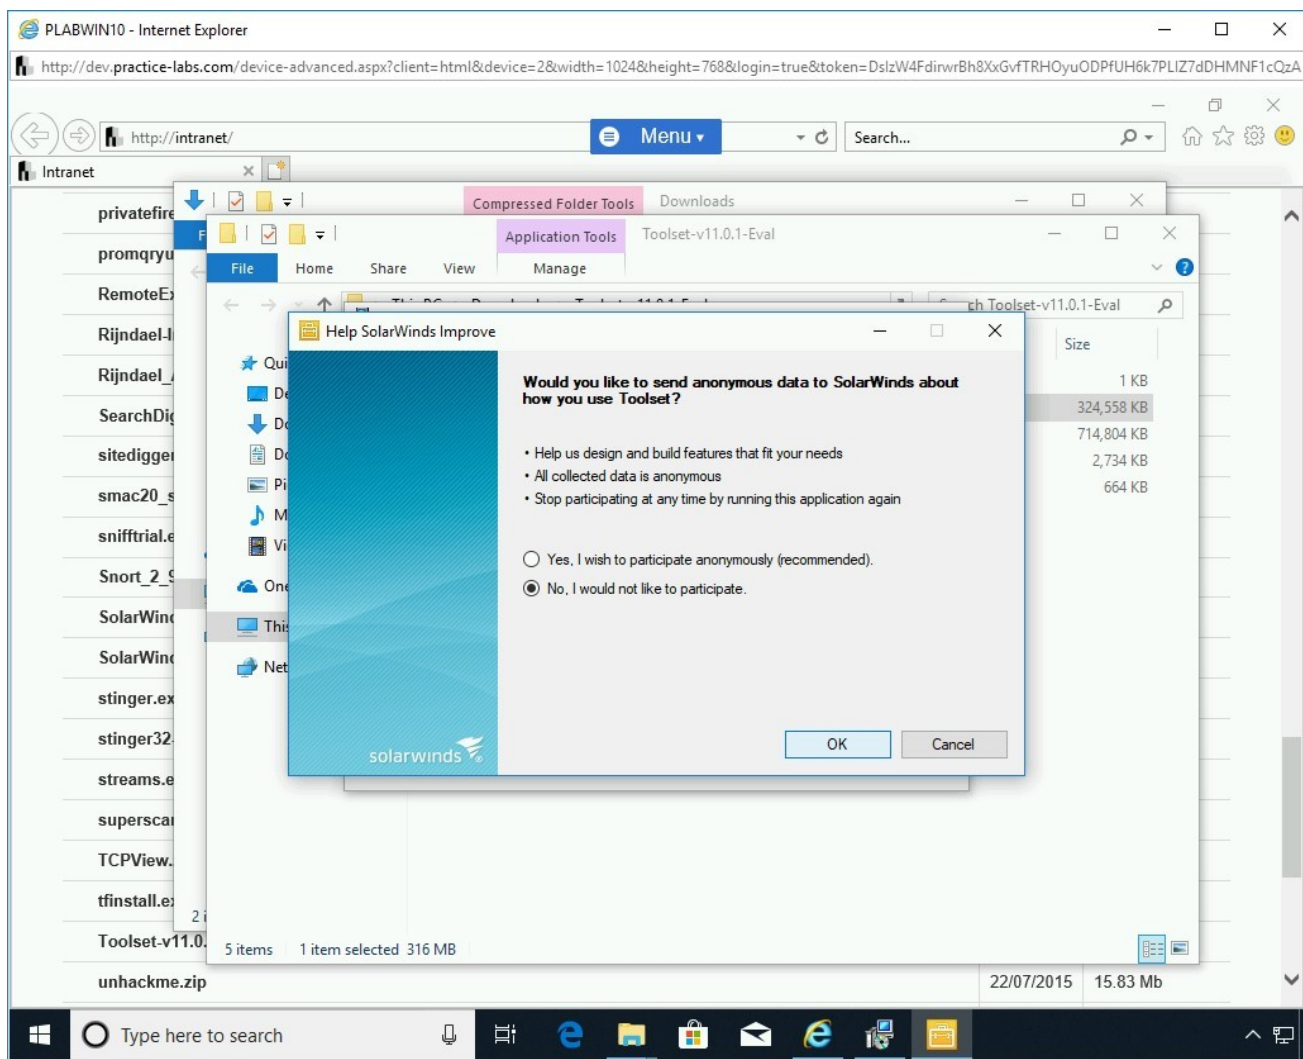 PLABWIN10 - Internet Explorer
http://dev.practice-labs.com/device-advanced.aspx?client=html&device=2&width=1024&height=768&login=true&token=DslzW4FdirwrBh8XxGvfTRHOyuODPfUH6k7PLIZ7dDHMNF1cQzA
http://intranet/
Menu
Search...
Intranet
Compressed Folder Tools Downloads
privatefire
Application Tools Toolset-v11.0.1-Eval
promqryu
File Home Share View Manage
RemoteEx
Toolset-v11.0.1-Eval
Help SolarWinds Improve
Rijndael-I
Size
Would you like to send anonymous data to SolarWinds about
how you use Toolset?
Rijndael_
1 KB
SearchDig
324,558 KB
714,804 KB
• Help us design and build features that fit your needs
sitedigger
2,734 KB
• All collected data is anonymous
664 KB
smac20_s
• Stop participating at any time by running this application again
snifftrial.e
Yes, I wish to participate anonymously (recommended).
Snort_2_9
No, I would not like to participate.
SolarWind
SolarWind
stinger.ex
stinger32
OK Cancel
solarwinds
streams.e
superscan
TCPView.
tfinstall.ex
Toolset-v11.0.
5 items 1 item selected 316 MB
unhackme.zip 22/07/2015 15.83 Mb
Type here to search